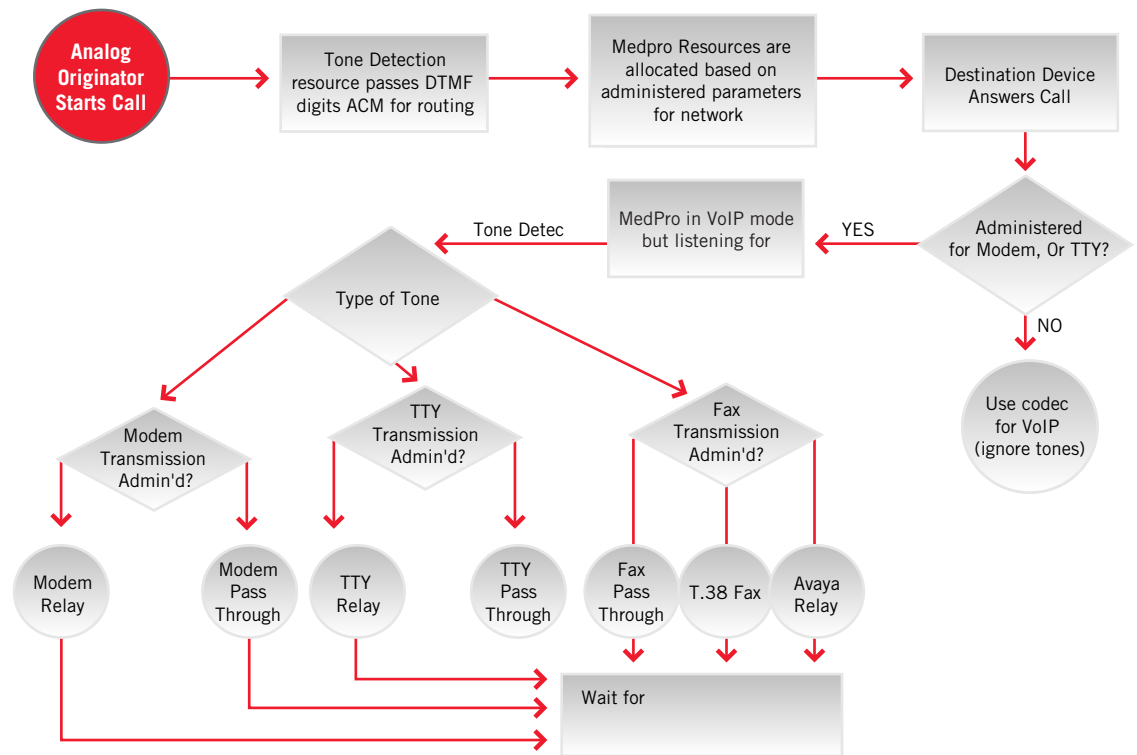 Analog
Originator
Starts Call
Tone Detection
resource passes DTMF
digits ACM for routing
Medpro Resources are
allocated based on
administered parameters
for network
Destination Device
Answers Call
Administered
for Modem, Or TTY?
YES
NO
MedPro in VoIP mode
but listening for
Tone Detec
Type of Tone
Use codec
for VoIP
(ignore tones)
Modem
Transmission
Admin'd?
TTY
Transmission
Admin'd?
Fax
Transmission
Admin'd?
Modem
Relay
Modem
Pass
Through
TTY
Relay
TTY
Pass
Through
Fax
Pass
Through
T.38 Fax
Avaya
Relay
Wait for